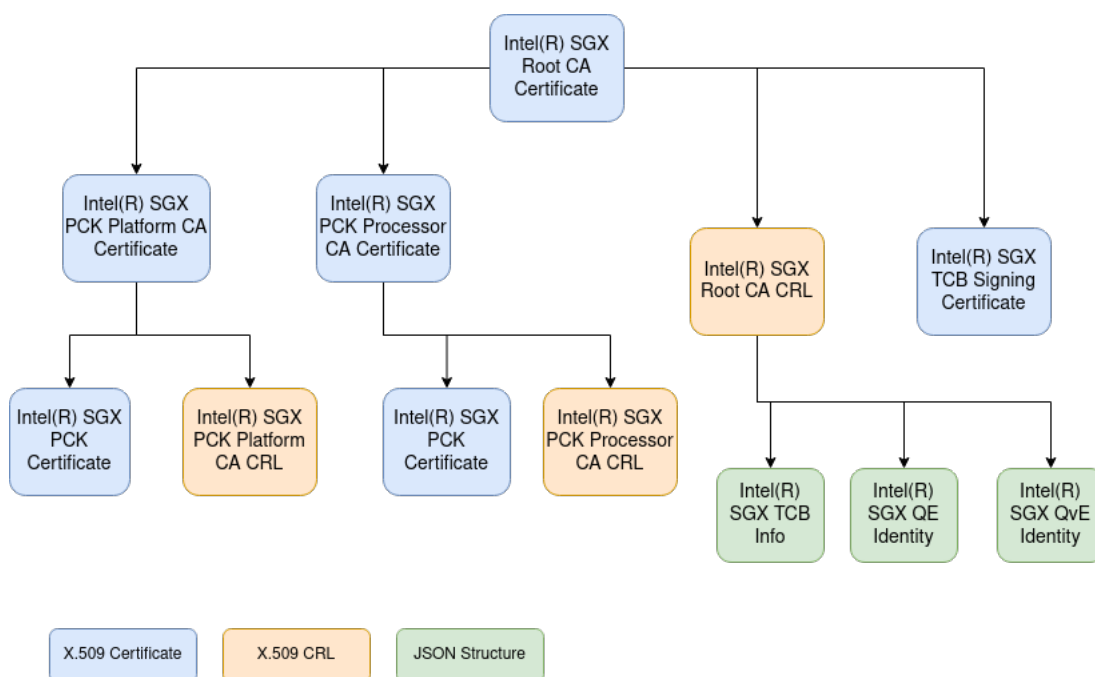 Intel(R) SGX
Root CA
Certificate
Intel(R) SGX
PCK Platform CA
Certificate
Intel(R) SGX
PCK Processor
CA Certificate
Intel(R) SGX
Root CA CRL
Intel(R) SGX
TCB Signing
Certificate
Intel(R) SGX
PCK
Certificate
Intel(R) SGX
PCK Platform
CA CRL
Intel(R) SGX
PCK
Certificate
Intel(R) SGX
PCK Processor
CA CRL
Intel(R)
SGX TCB
Info
Intel(R)
SGX QE
Identity
Intel(R)
SGX QvE
Identity
X.509 Certificate
X.509 CRL
JSON Structure